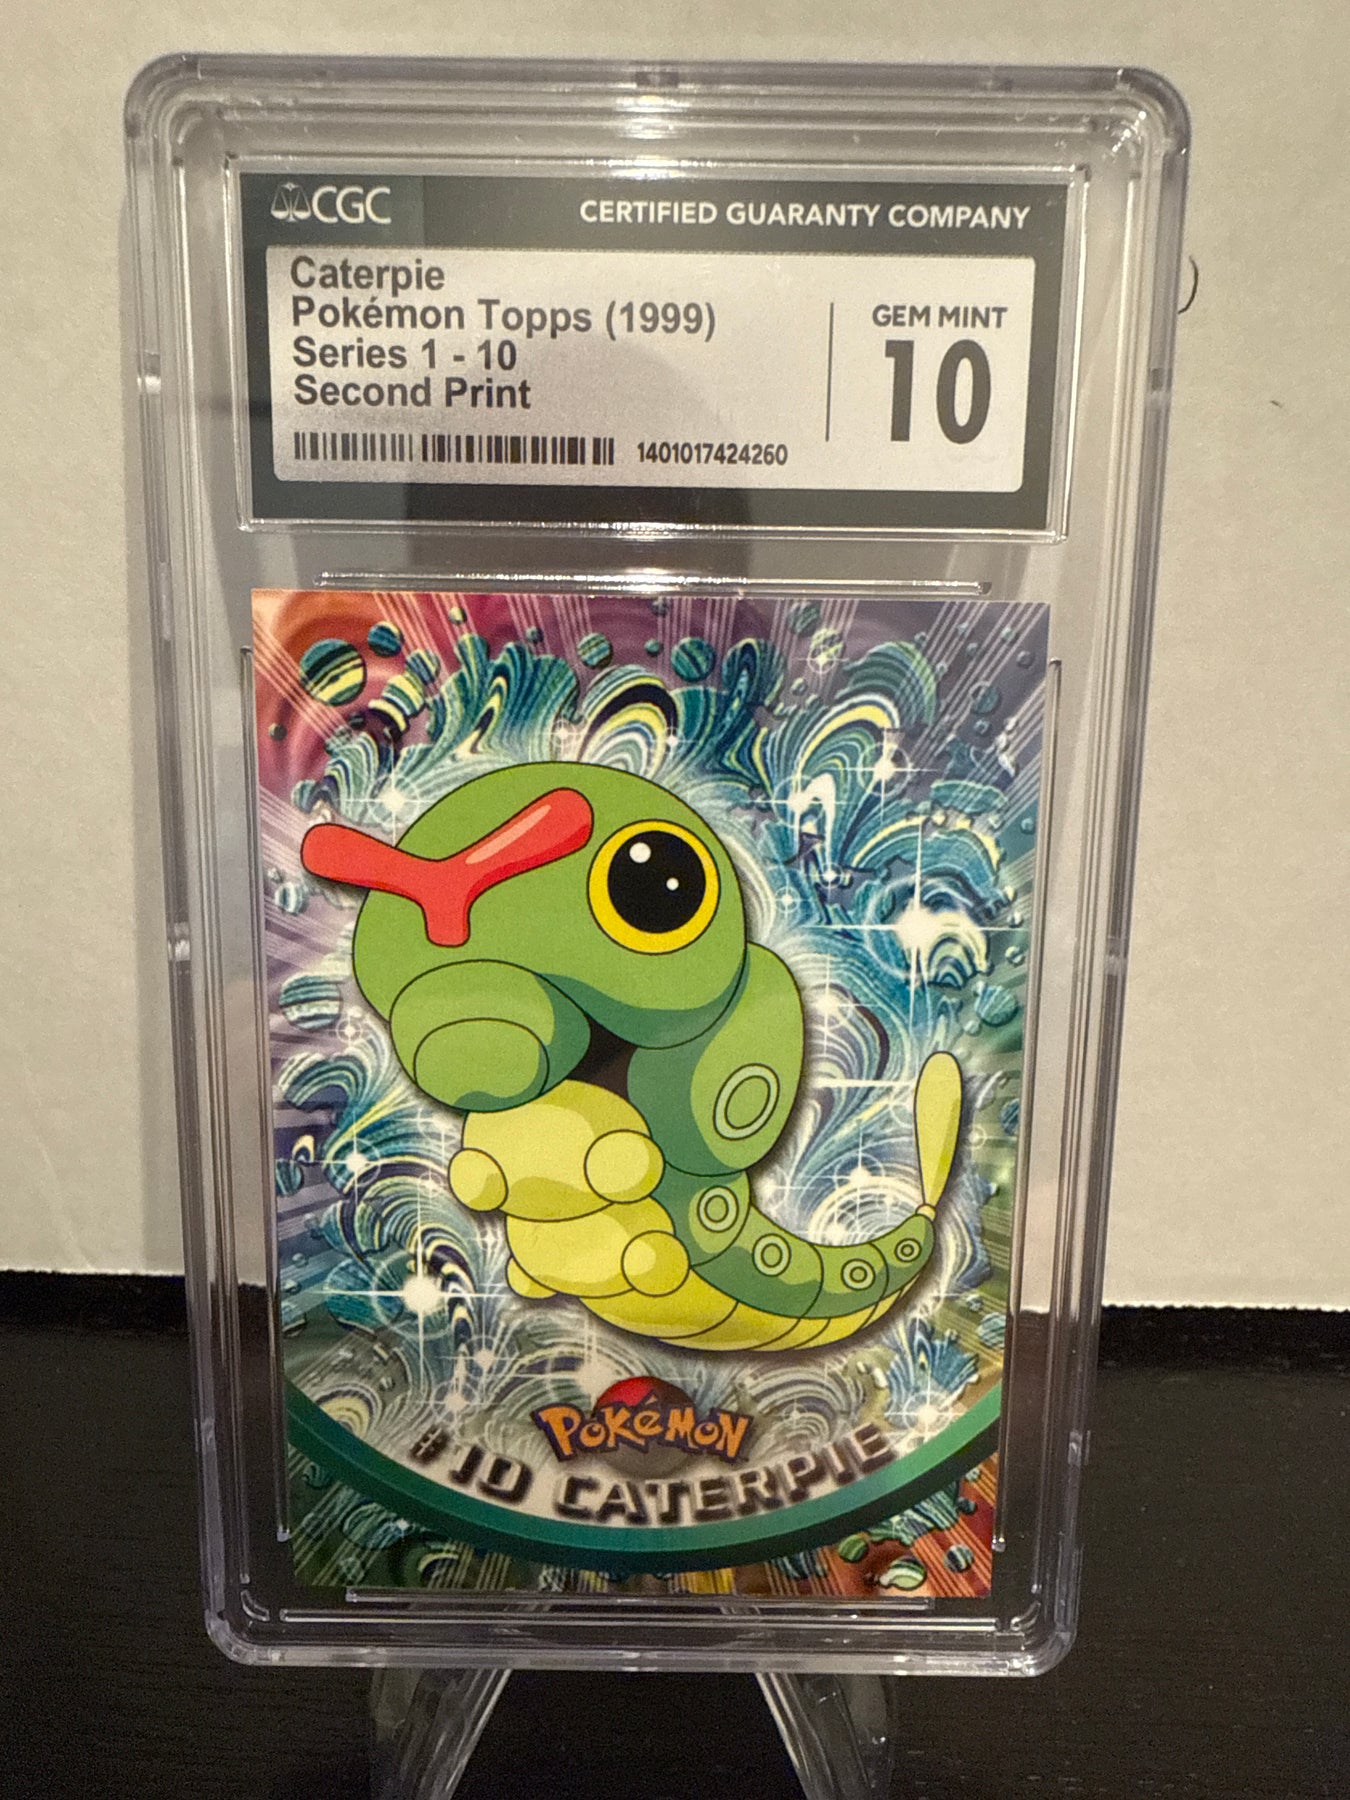 CGC
CERTIFIED GUARANTY COMPANY
Caterpie
Pokémon Topps (1999)
Series 1 - 10
Second Print
1401017424260
GEM MINT
10
POKéMON
#10 CATERPIE